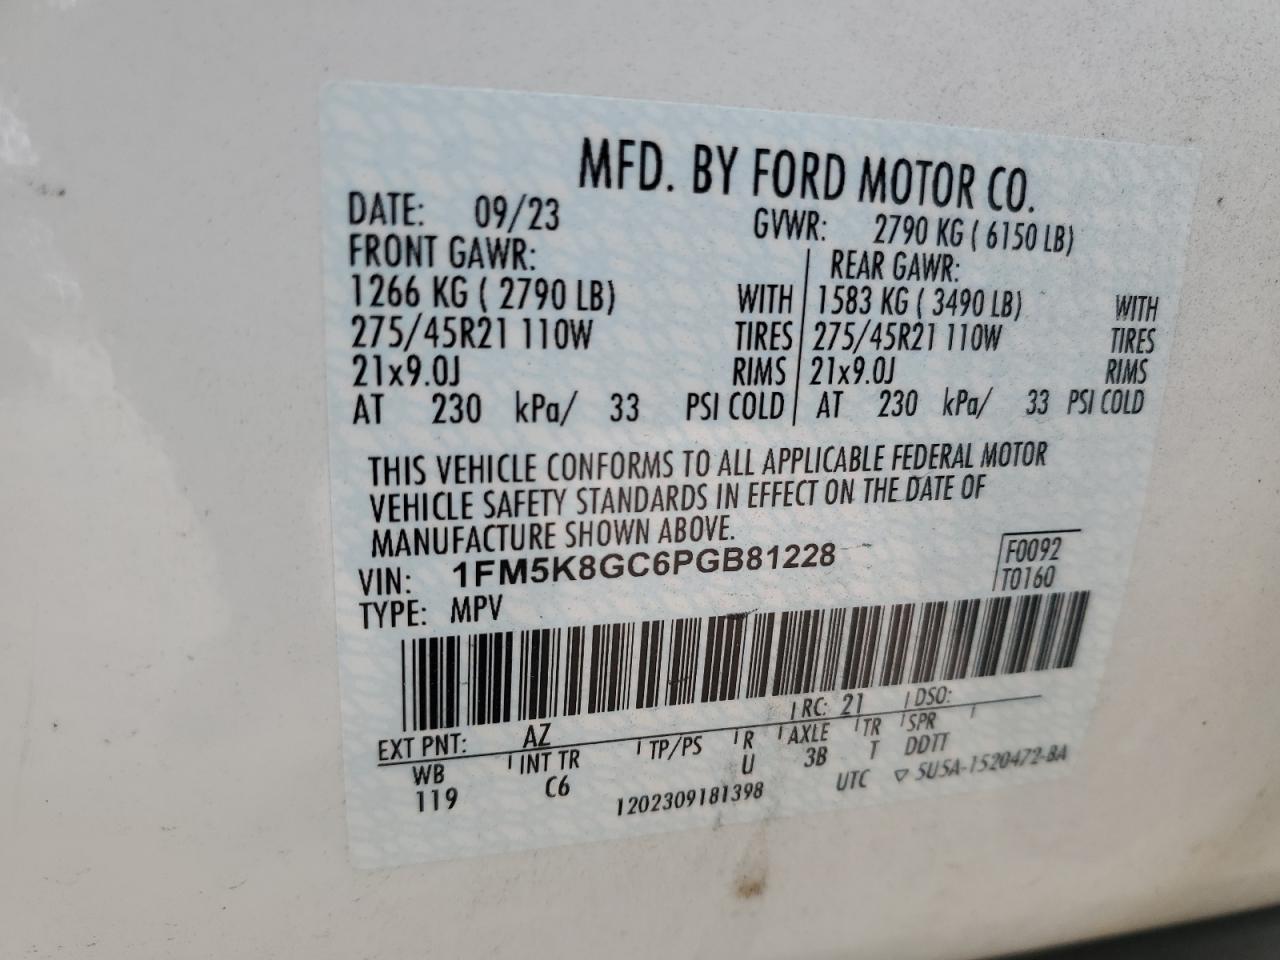 MFD. BY FORD MOTOR CO.
DATE: 09/23 GVWR: 2790 KG ( 6150 LB)
FRONT GAWR: REAR GAWR:
1266 KG ( 2790 LB) WITH 1583 KG ( 3490 LB) WITH
275/45R21 110W TIRES 275/45R21 110W TIRES
21x9.0J RIMS 21x9.0J RIMS
AT 230 kPa/ 33 PSI COLD AT 230 kPa/ 33 PSI COLD
THIS VEHICLE CONFORMS TO ALL APPLICABLE FEDERAL MOTOR
VEHICLE SAFETY STANDARDS IN EFFECT ON THE DATE OF
MANUFACTURE SHOWN ABOVE.
VIN: 1FM5K8GC6PGB81228 F0092
TYPE: MPV T0160
EXT PNT: AZ RC: 21 DSO:
WB INT TR TP/PS R AXLE TR SPR
119 C6 U 3B T DDTT
1202309181398 UTC ▽ 5U5A-1520472-BA